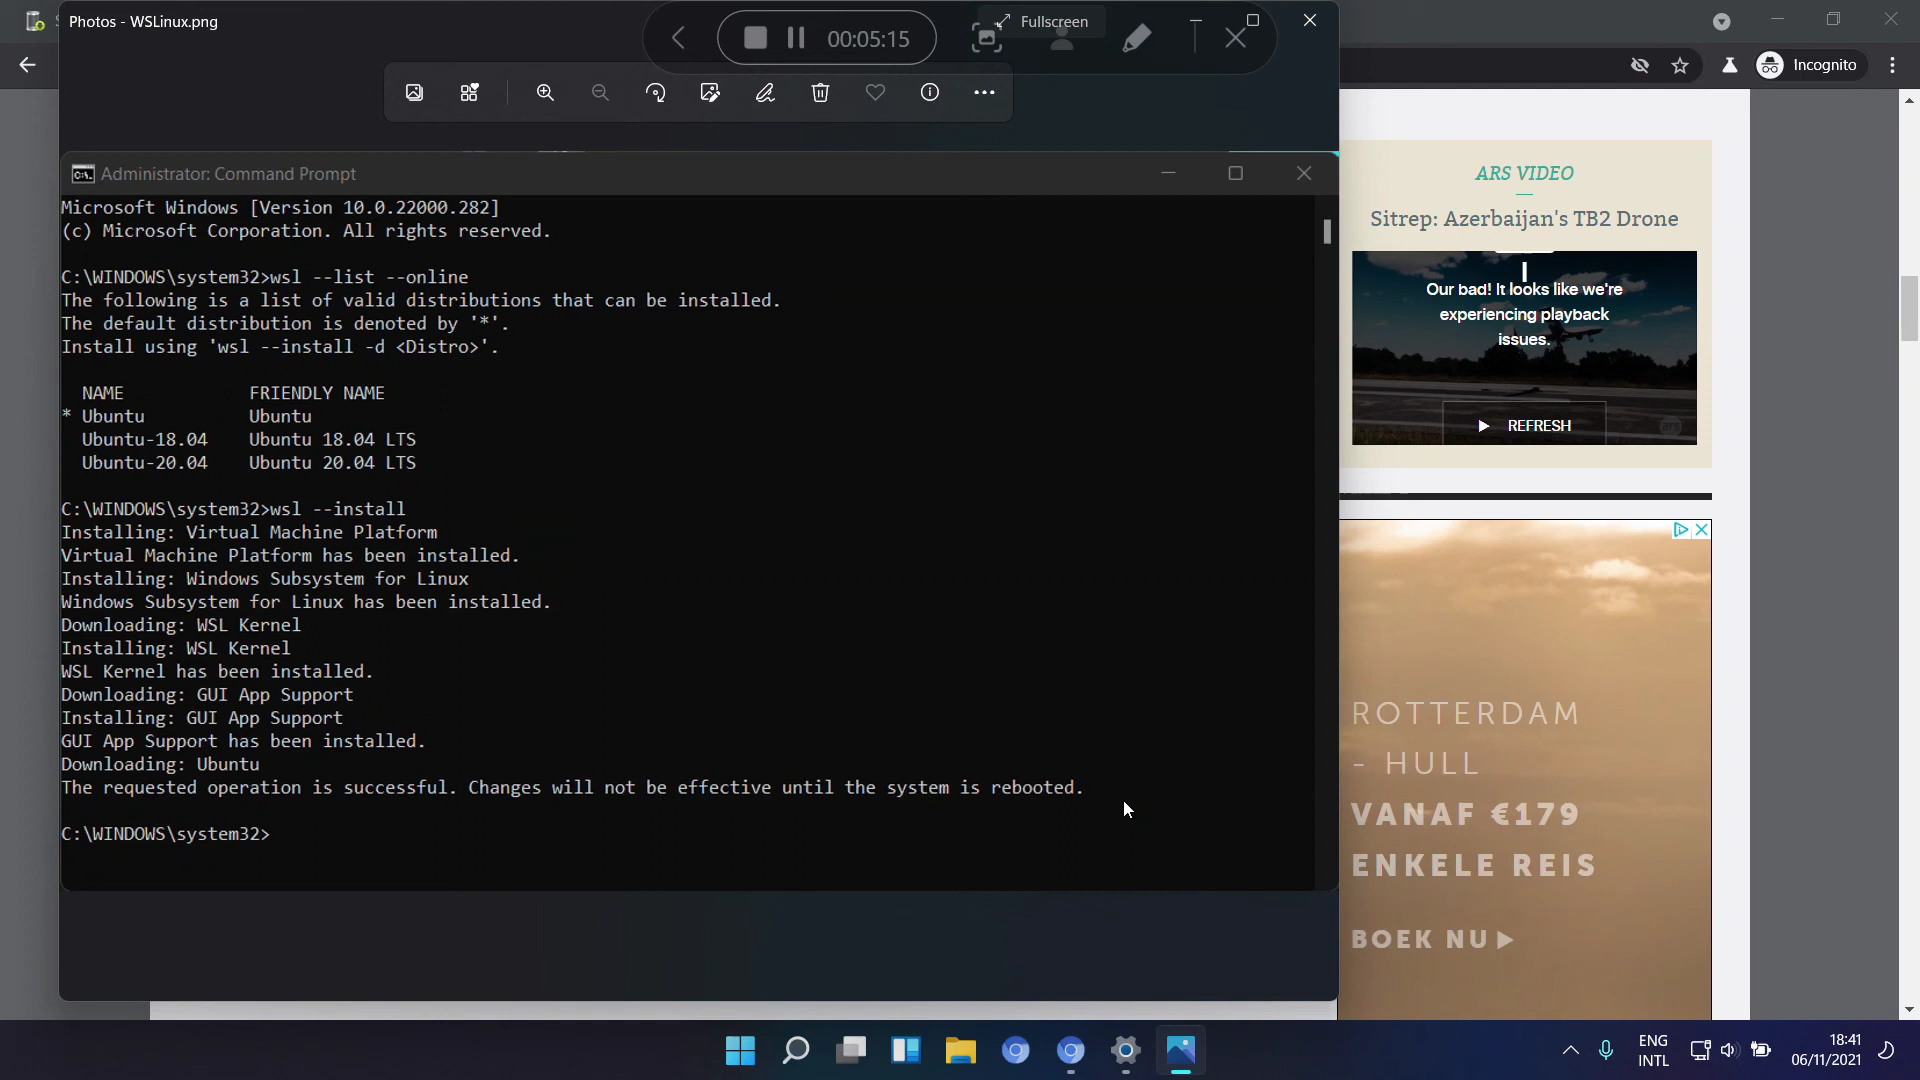 Photos - WSLinux.png
00:05:15
Fullscreen
Incognito
Administrator: Command Prompt
Microsoft Windows [Version 10.0.22000.282]
(c) Microsoft Corporation. All rights reserved.
C:\WINDOWS\system32>wsl --list --online
The following is a list of valid distributions that can be installed.
The default distribution is denoted by '*'.
Install using 'wsl --install -d <Distro>'.
NAME FRIENDLY NAME
* Ubuntu Ubuntu
Ubuntu-18.04 Ubuntu 18.04 LTS
Ubuntu-20.04 Ubuntu 20.04 LTS
C:\WINDOWS\system32>wsl --install
Installing: Virtual Machine Platform
Virtual Machine Platform has been installed.
Installing: Windows Subsystem for Linux
Windows Subsystem for Linux has been installed.
Downloading: WSL Kernel
Installing: WSL Kernel
WSL Kernel has been installed.
Downloading: GUI App Support
Installing: GUI App Support
GUI App Support has been installed.
Downloading: Ubuntu
The requested operation is successful. Changes will not be effective until the system is rebooted.
C:\WINDOWS\system32>
ARS VIDEO
Sitrep: Azerbaijan's TB2 Drone
Our bad! It looks like we're
experiencing playback
issues.
REFRESH
ars
ROTTERDAM
- HULL
VANAF €179
ENKELE REIS
BOEK NU
ENG
INTL
18:41
06/11/2021